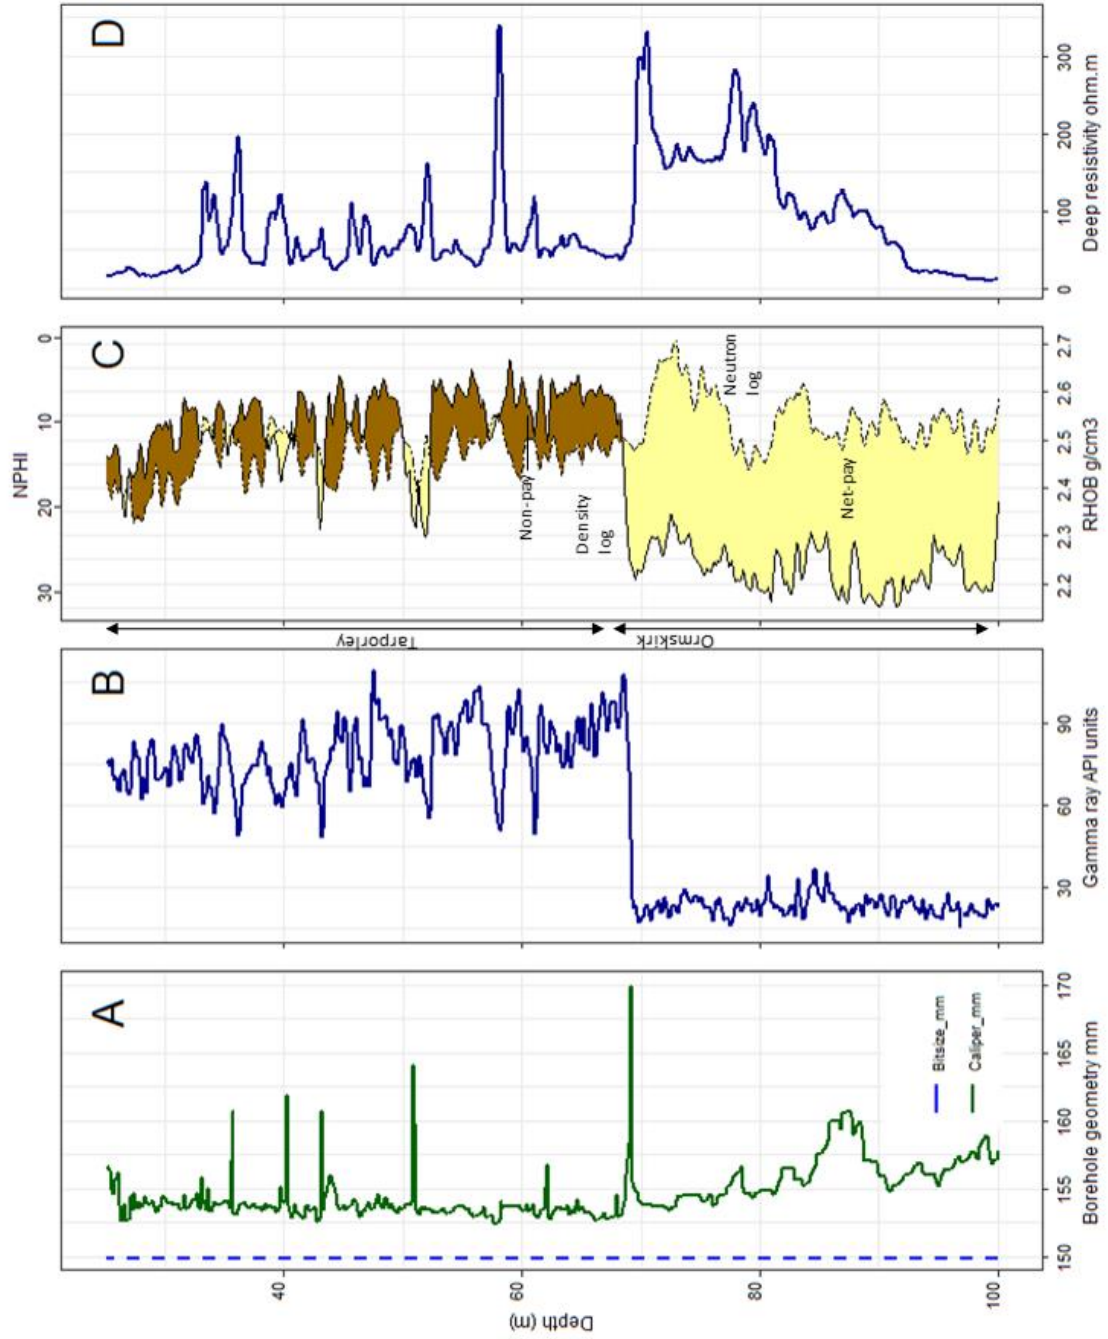 A
B
C
D
NPHI
0
10
20
30
40
60
80
100
Depth (m)
Bitsize_mm
Caliper_mm
150
155
160
165
170
Borehole geometry mm
30
60
90
Gamma ray API units
Tarporley
Ormskirk
Non-pay
Density
log
Neutron
log
Net-pay
2.2
2.3
2.4
2.5
2.6
2.7
RHOB g/cm3
0
100
200
300
Deep resistivity ohm.m